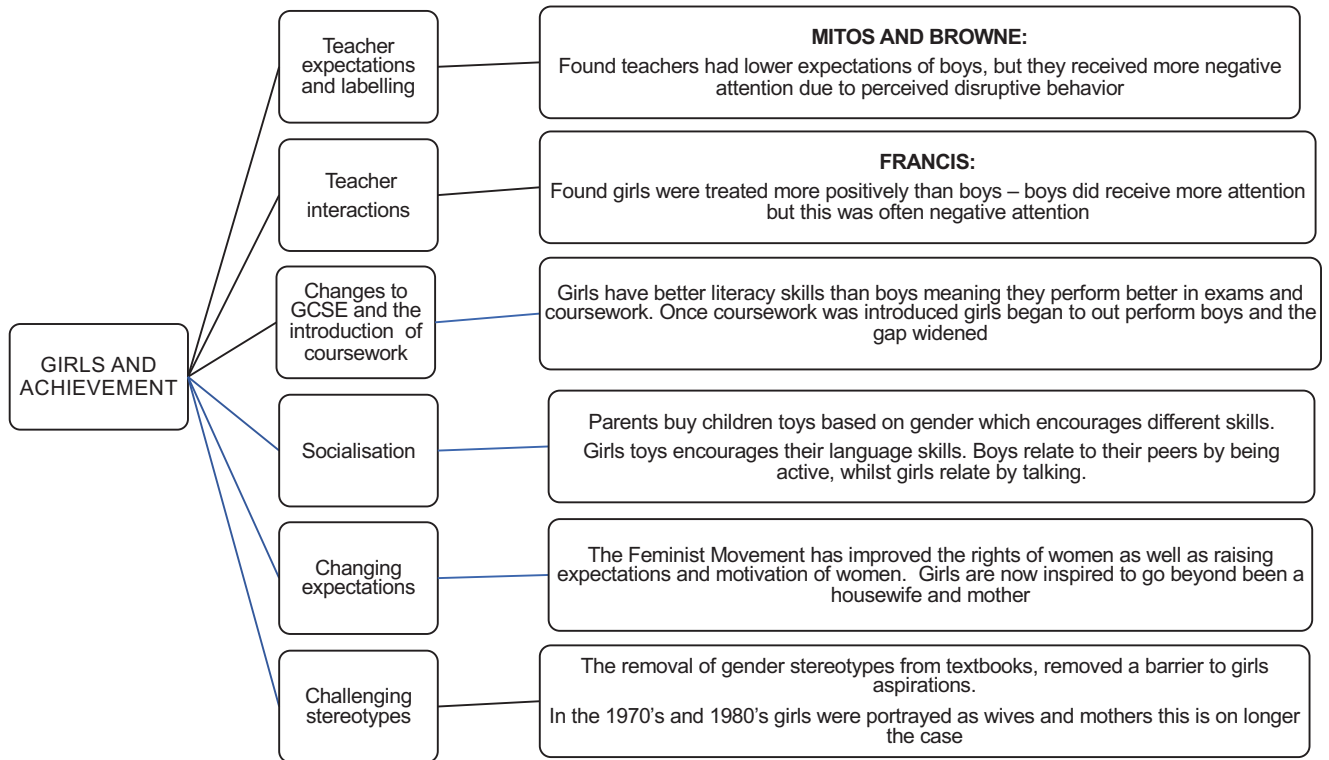 GIRLS AND
ACHIEVEMENT
Teacher
expectations
and labelling
MITOS AND BROWNE:
Found teachers had lower expectations of boys, but they received more negative
attention due to perceived disruptive behavior
Teacher
interactions
FRANCIS:
Found girls were treated more positively than boys – boys did receive more attention
but this was often negative attention
Changes to
GCSE and the
introduction of
coursework
Girls have better literacy skills than boys meaning they perform better in exams and
coursework. Once coursework was introduced girls began to out perform boys and the
gap widened
Socialisation
Parents buy children toys based on gender which encourages different skills.
Girls toys encourages their language skills. Boys relate to their peers by being
active, whilst girls relate by talking.
Changing
expectations
The Feminist Movement has improved the rights of women as well as raising
expectations and motivation of women. Girls are now inspired to go beyond been a
housewife and mother
Challenging
stereotypes
The removal of gender stereotypes from textbooks, removed a barrier to girls
aspirations.
In the 1970's and 1980's girls were portrayed as wives and mothers this is on longer
the case